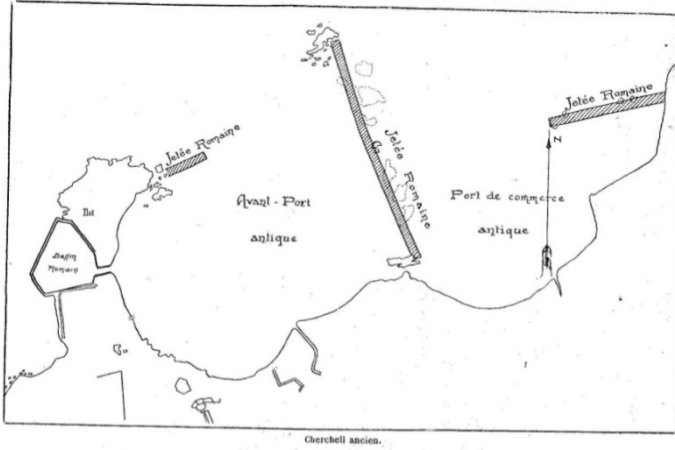 Jetée Romaine
Jetée Romaine
N
Jetée Romaine
Port de commerce
antique
Avant-Port
antique
Ilot
Bassin
Romain
Cherchell ancien.